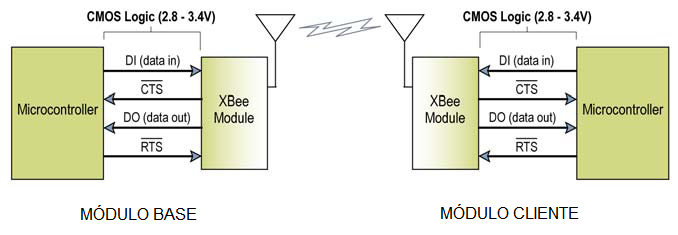 CMOS Logic (2.8 - 3.4V)
Microcontroller
DI (data in)
CTS
DO (data out)
RTS
XBee
Module
MÓDULO BASE
CMOS Logic (2.8 - 3.4V)
XBee
Module
DI (data in)
CTS
DO (data out)
RTS
Microcontroller
MÓDULO CLIENTE